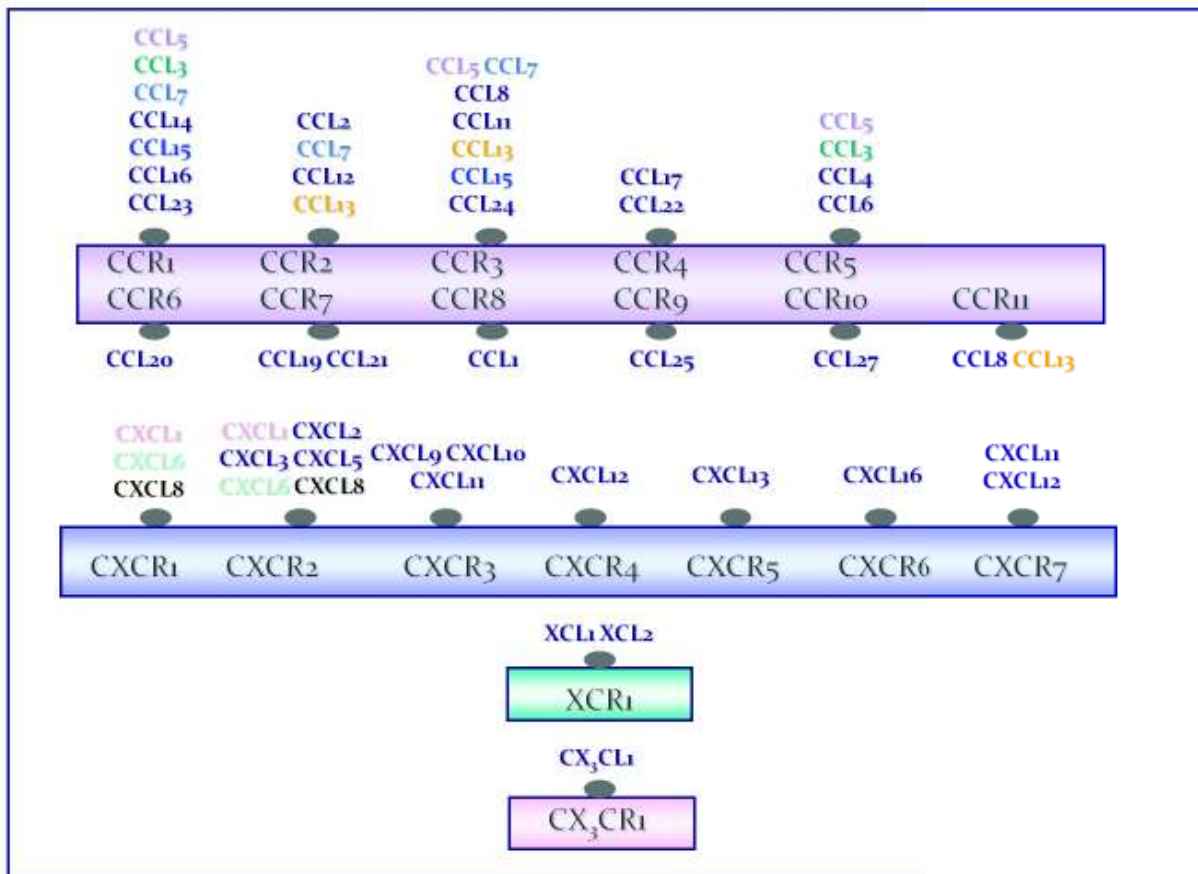 CCL5
CCL3
CCL7
CCL14
CCL15
CCL16
CCL23
CCL2
CCL7
CCL12
CCL13
CCL5 CCL7
CCL8
CCL11
CCL13
CCL15
CCL24
CCL17
CCL22
CCL5
CCL3
CCL4
CCL6
CCR1 CCR2 CCR3 CCR4 CCR5
CCR6 CCR7 CCR8 CCR9 CCR10 CCR11
CCL20 CCL19 CCL21 CCL1 CCL25 CCL27 CCL8 CCL13
CXCL1
CXCL6
CXCL8
CXCL1 CXCL2
CXCL3 CXCL5
CXCL6 CXCL8
CXCL9 CXCL10
CXCL11
CXCL12
CXCL13
CXCL16
CXCL11
CXCL12
CXCR1 CXCR2 CXCR3 CXCR4 CXCR5 CXCR6 CXCR7
XCL1 XCL2
XCR1
CX₃CL1
CX₃CR1